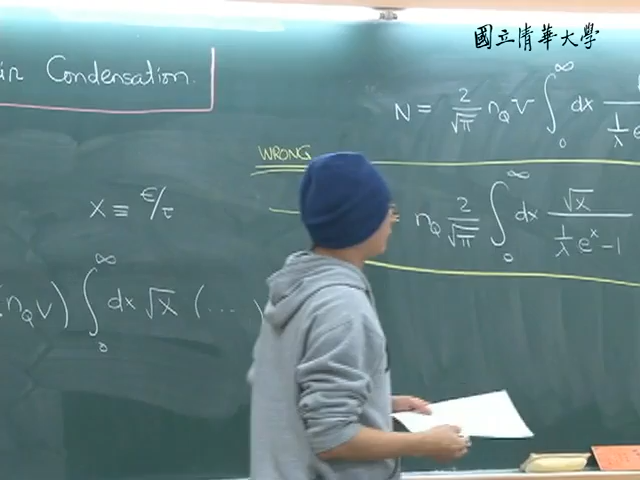 國立清華大學
in Condensation.
N = 2/√π n_Q V ∫₀^∞ dx
WRONG
x ≡ ε/τ
n_Q 2/√π ∫₀^∞ dx √x / (1/λ e^x − 1)
n_Q V) ∫₀^∞ dx √x (...